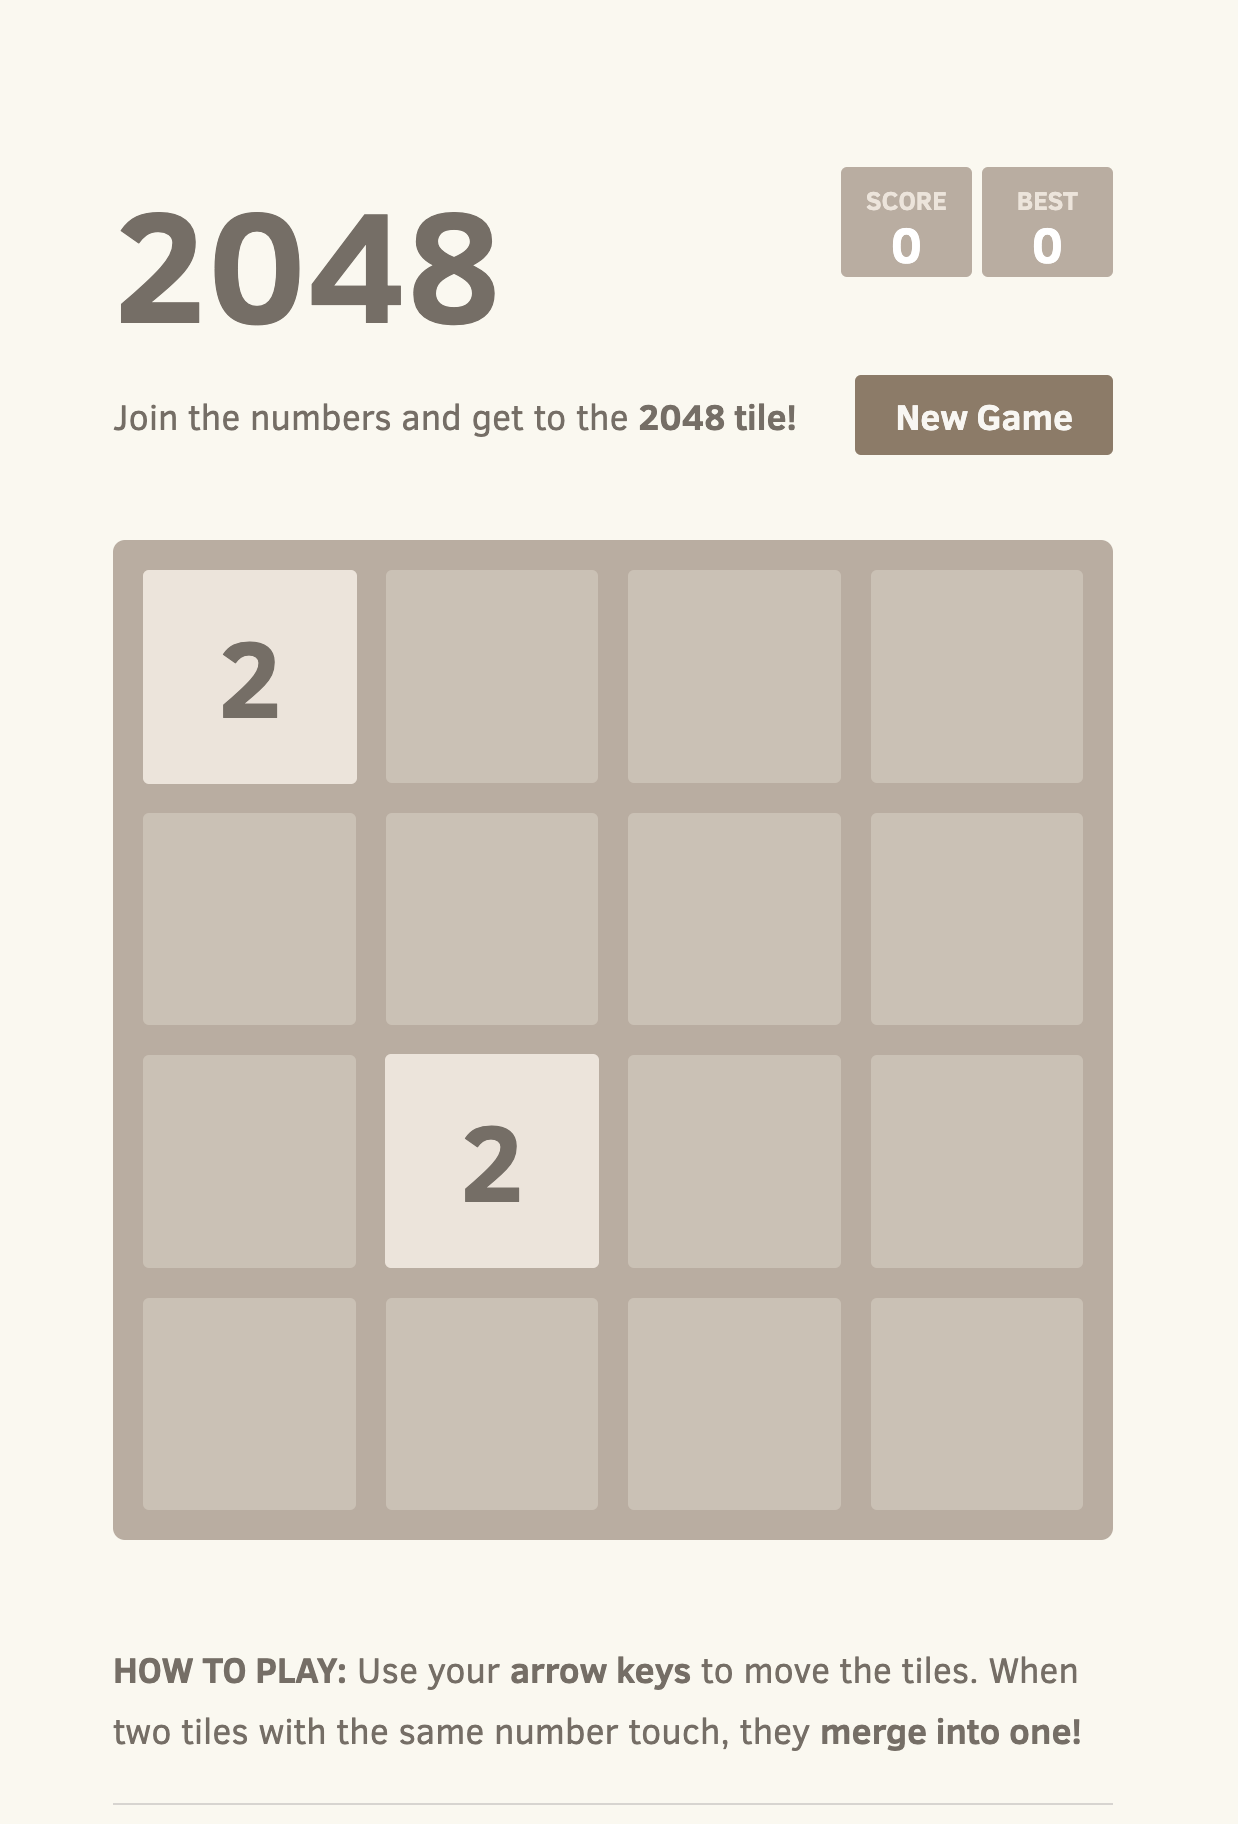 2048
SCORE
0
BEST
0
Join the numbers and get to the 2048 tile!
New Game
2
2
HOW TO PLAY: Use your arrow keys to move the tiles. When
two tiles with the same number touch, they merge into one!